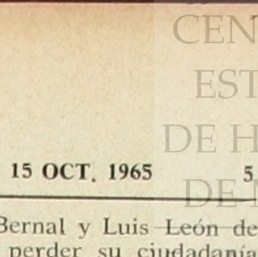 CEN
EST
DE H
15 OCT. 1965 5
DE M
Bernal y Luis León de
perder su ciudadanía